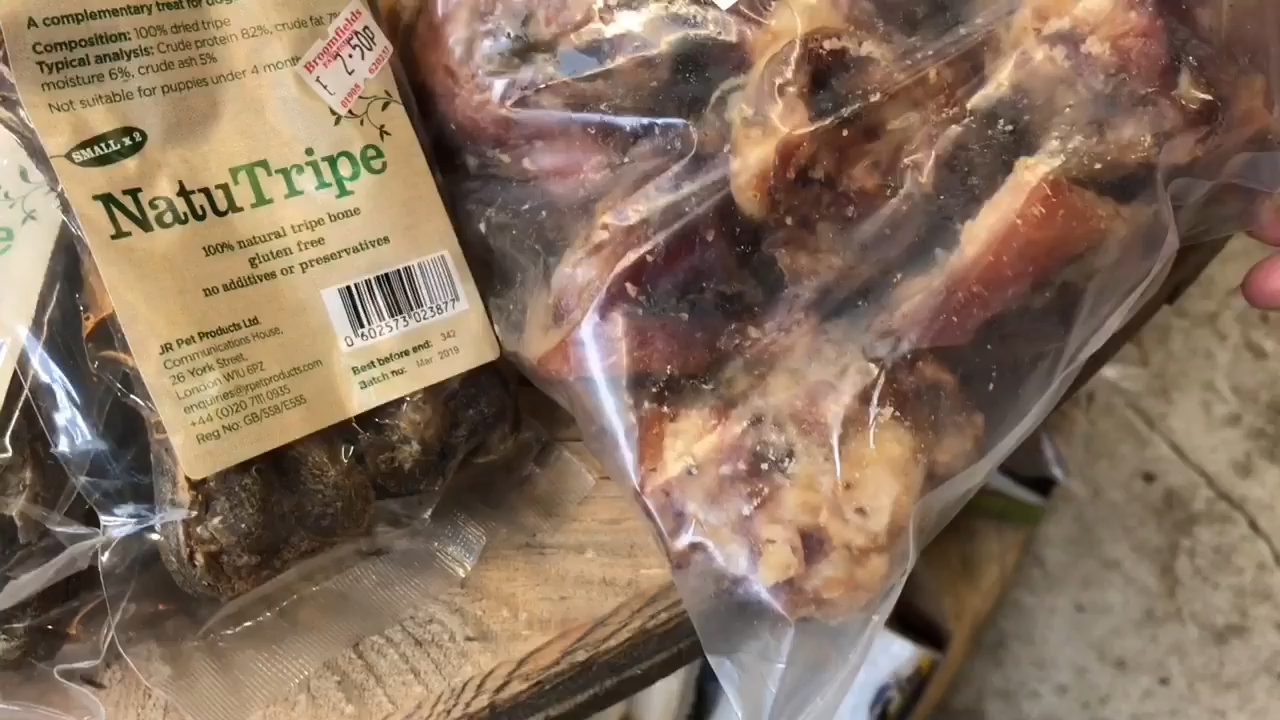 A complementary treat for dogs
Composition: 100% dried tripe
Typical analysis: Crude protein 82%, crude fat 7%
moisture 6%, crude ash 5%
Not suitable for puppies under 4 month
Broomfields
£ 2.50P
01905 620233
SMALL x 2
NatuTripe
100% natural tripe bone
gluten free
no additives or preservatives
0 602573 023877
JR Pet Products Ltd.
Communications House,
26 York Street,
London W1U 6PZ
enquiries@jrpetproducts.com
+44 (0)20 7111 0935
Reg No: GB/558/E555
Best before end: 342
Batch no: Mar 2019
e